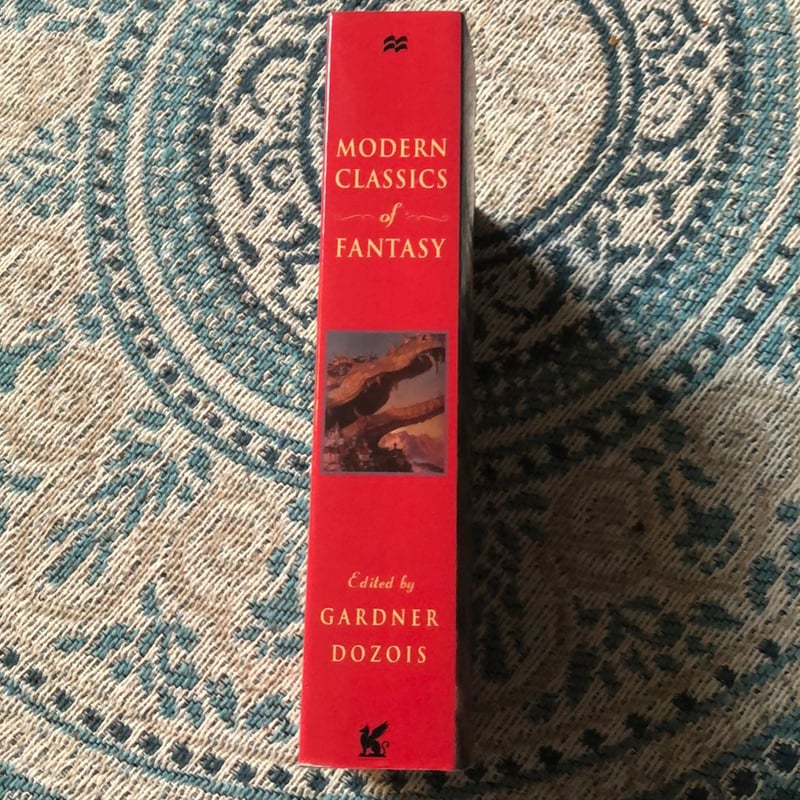 MODERN
CLASSICS
of
FANTASY
Edited by
GARDNER
DOZOIS